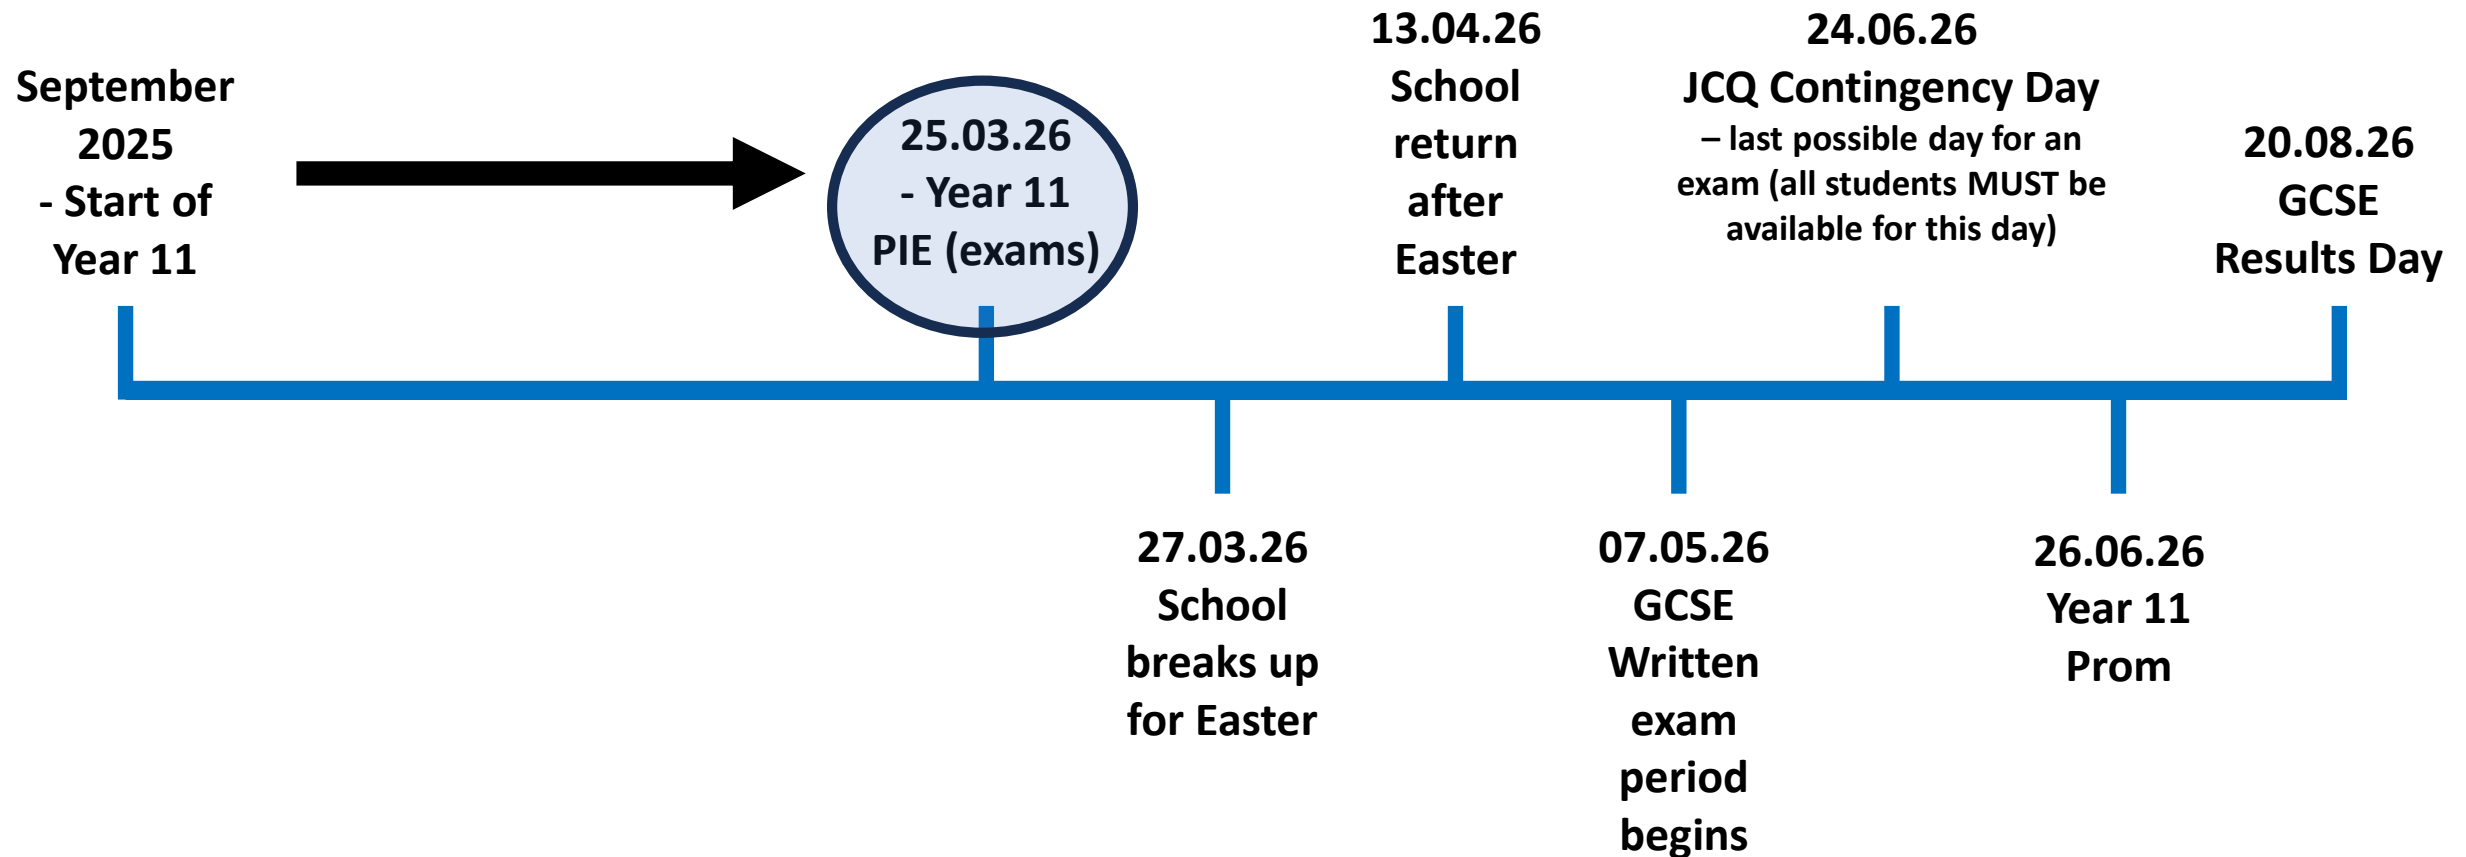 September
2025
- Start of
Year 11
25.03.26
- Year 11
PIE (exams)
27.03.26
School
breaks up
for Easter
13.04.26
School
return
after
Easter
07.05.26
GCSE
Written
exam
period
begins
24.06.26
JCQ Contingency Day
– last possible day for an
exam (all students MUST be
available for this day)
26.06.26
Year 11
Prom
20.08.26
GCSE
Results Day